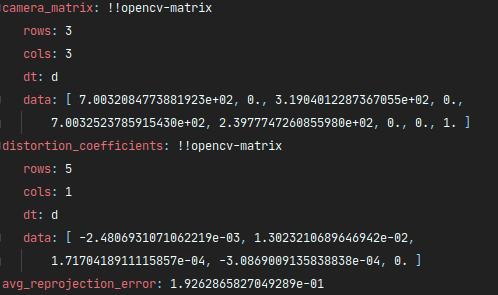 camera_matrix: !!opencv-matrix
rows: 3
cols: 3
dt: d
data: [ 7.0032084773881923e+02, 0., 3.1904012287367055e+02, 0.,
7.0032523785915430e+02, 2.3977747260855980e+02, 0., 0., 1. ]
distortion_coefficients: !!opencv-matrix
rows: 5
cols: 1
dt: d
data: [ -2.4806931071062219e-03, 1.3023210689646942e-02,
1.7170418911115857e-04, -3.0869009135838838e-04, 0. ]
avg_reprojection_error: 1.9262865827049289e-01